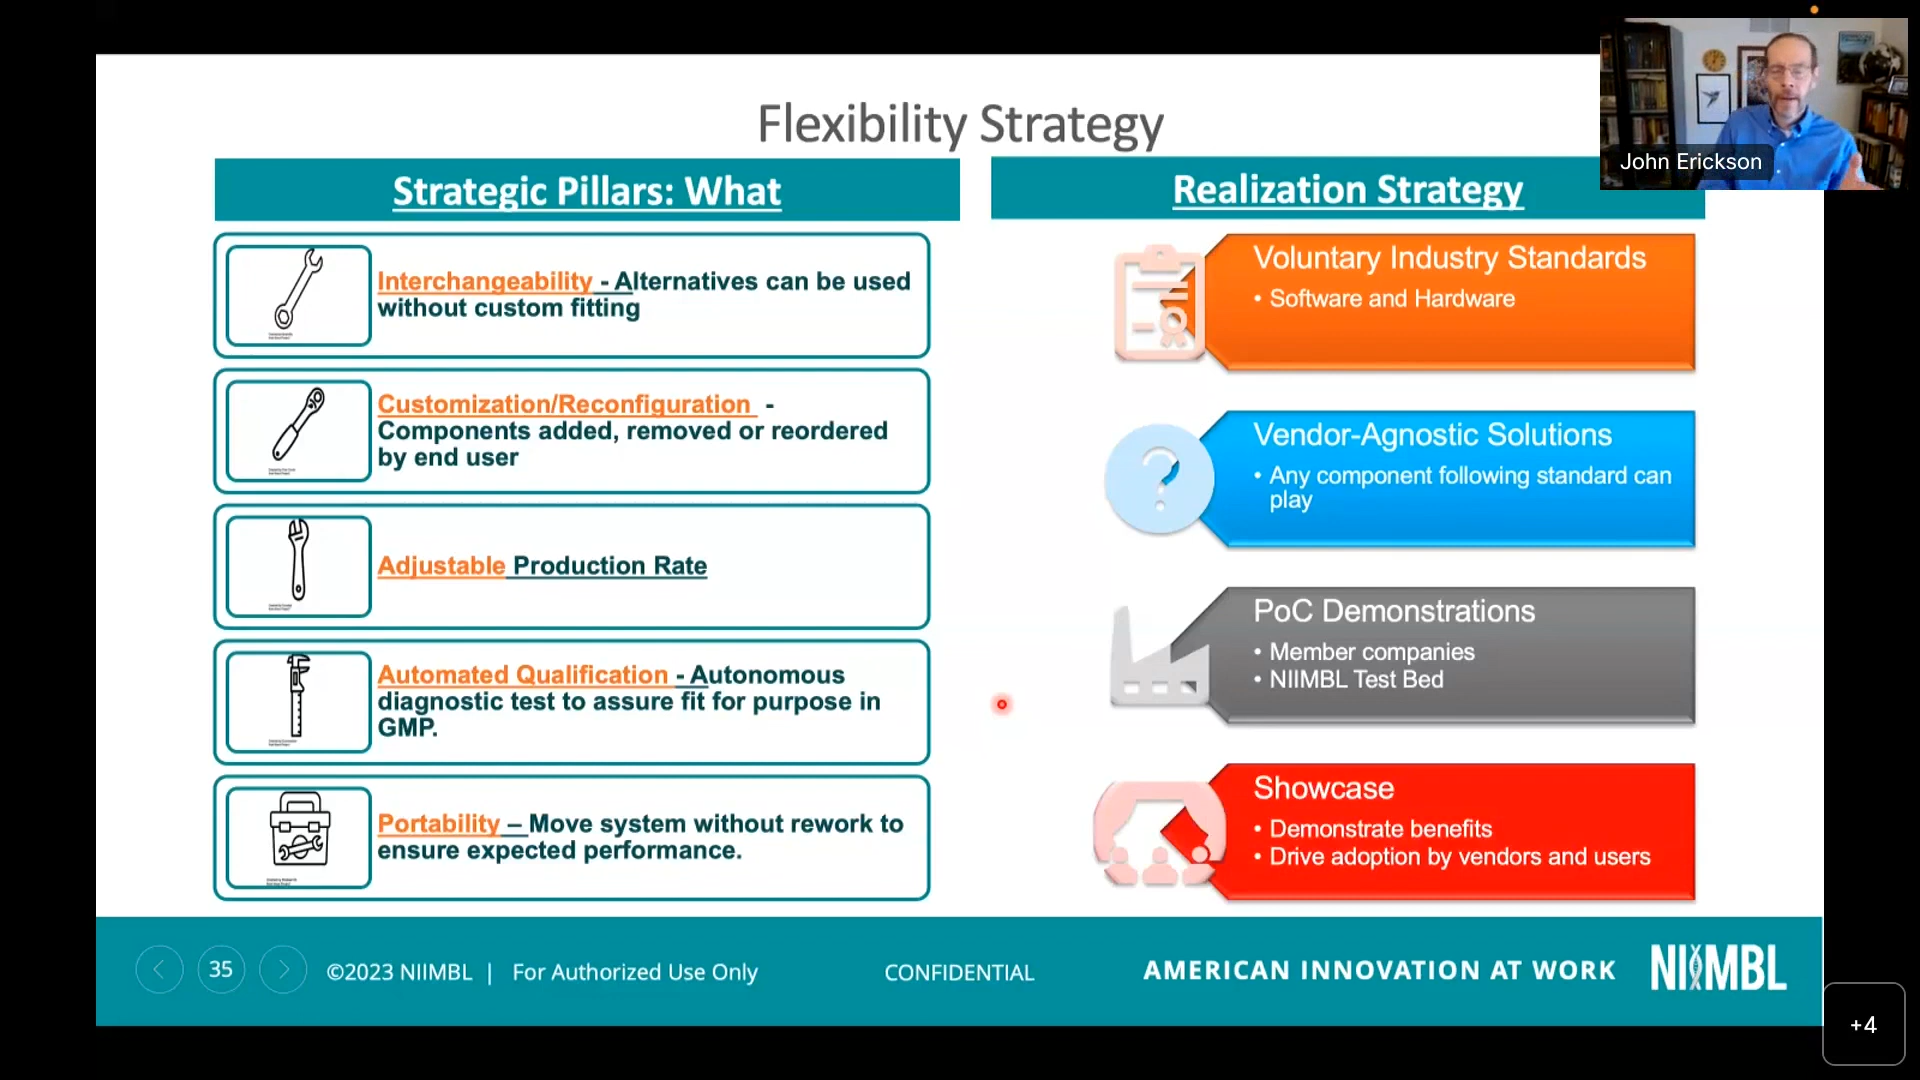 Flexibility Strategy
John Erickson
Strategic Pillars: What
Interchangeability - Alternatives can be used
without custom fitting
Customization/Reconfiguration -
Components added, removed or reordered
by end user
Adjustable Production Rate
Automated Qualification - Autonomous
diagnostic test to assure fit for purpose in
GMP.
Portability – Move system without rework to
ensure expected performance.
Realization Strategy
Voluntary Industry Standards
• Software and Hardware
Vendor-Agnostic Solutions
• Any component following standard can
play
PoC Demonstrations
• Member companies
• NIIMBL Test Bed
Showcase
• Demonstrate benefits
• Drive adoption by vendors and users
35
©2023 NIIMBL | For Authorized Use Only
CONFIDENTIAL
AMERICAN INNOVATION AT WORK
NIIMBL
+4